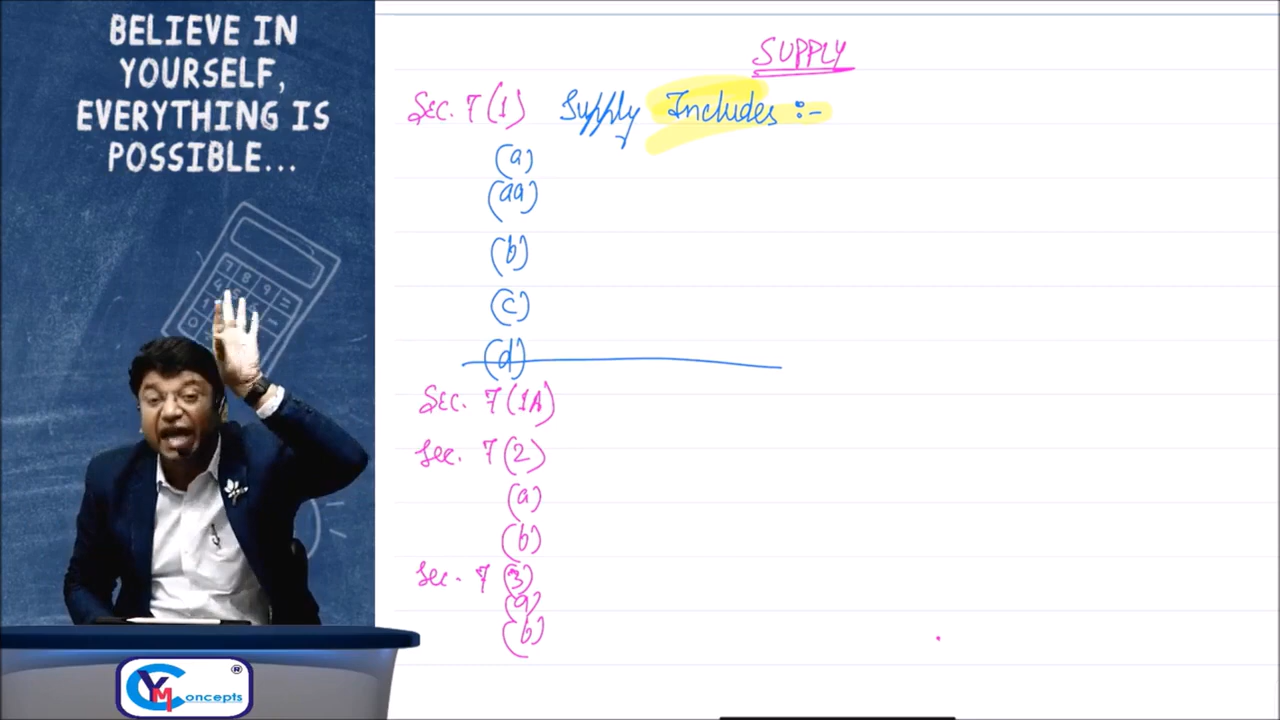 BELIEVE IN
YOURSELF,
EVERYTHING IS
POSSIBLE...
SUPPLY
Sec. 7(1) Supply Includes :-
(a)
(aa)
(b)
(c)
(d)
Sec. 7(1A)
Sec. 7(2)
(a)
(b)
Sec. 7(3)
(a)
(b)
YM Concepts ®